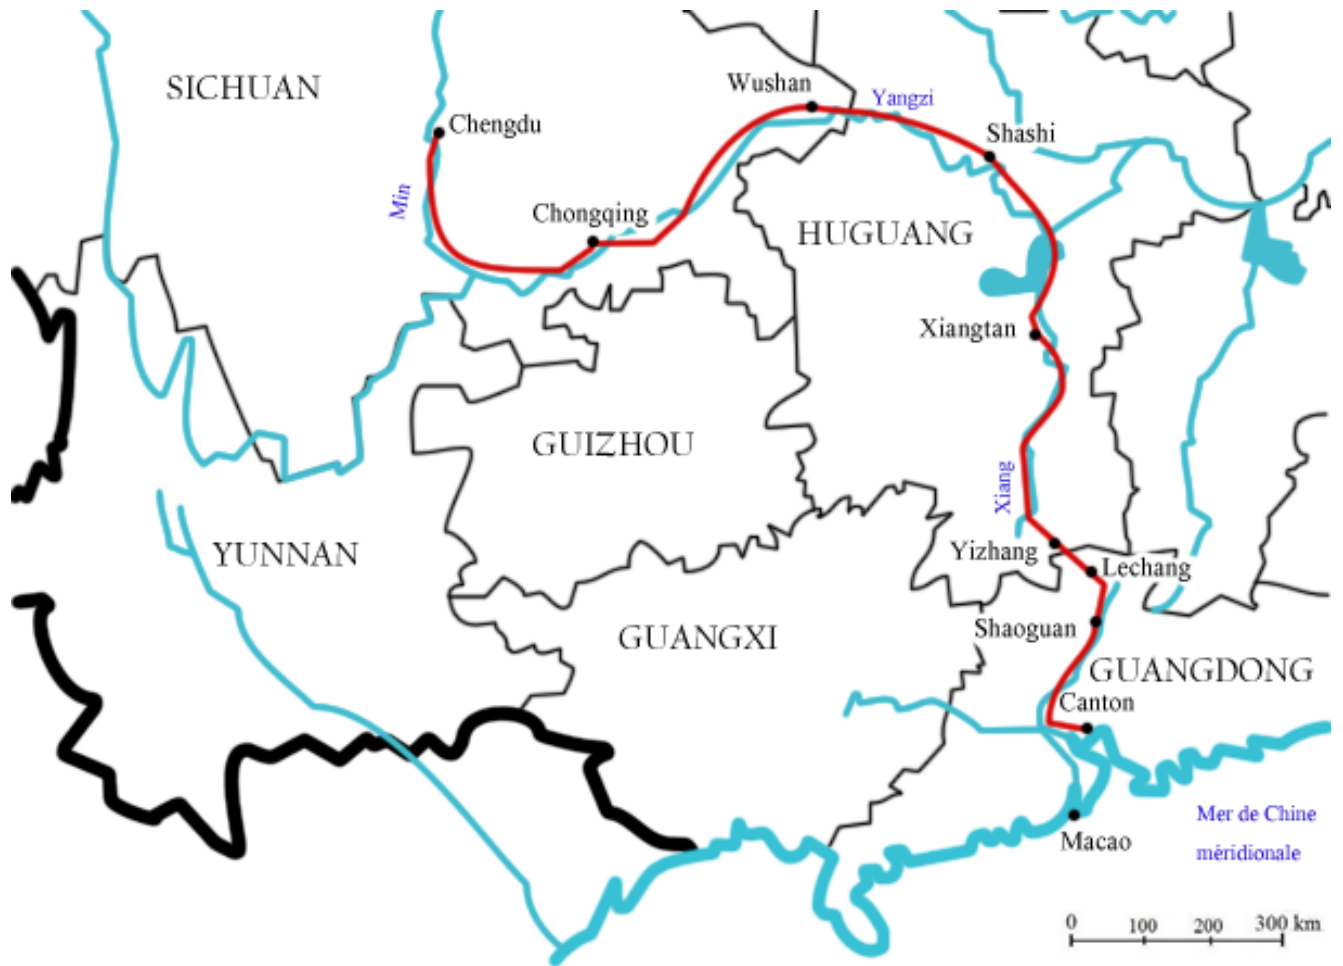 SICHUAN
Wushan
Yangzi
Chengdu
Shashi
Min
Chongqing
HUGUANG
Xiangtan
GUIZHOU
Xiang
YUNNAN
Yizhang
Lechang
GUANGXI
Shaoguan
GUANGDONG
Canton
Mer de Chine
méridionale
Macao
0 100 200 300 km